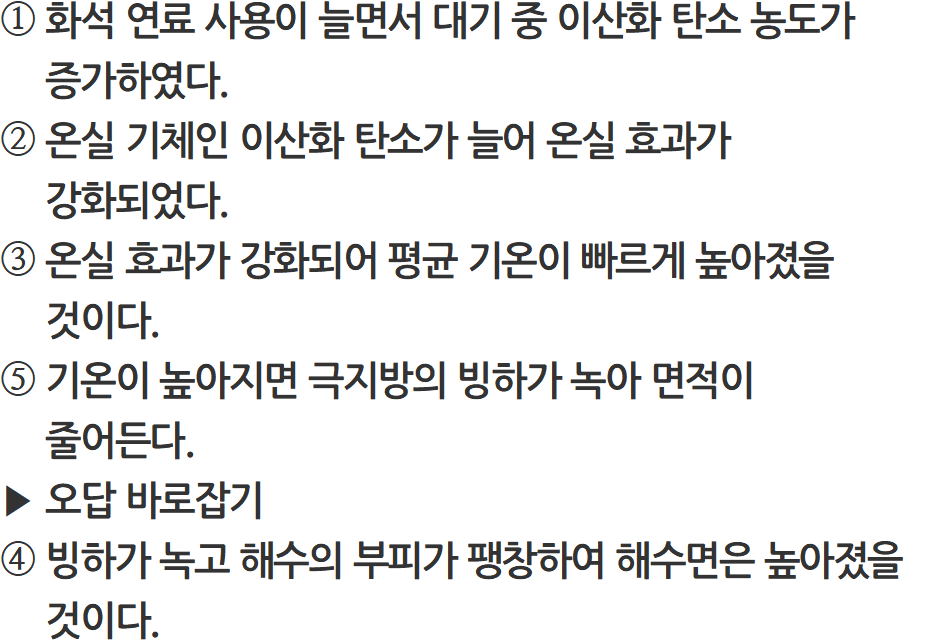 ① 화석 연료 사용이 늘면서 대기 중 이산화 탄소 농도가
증가하였다.
② 온실 기체인 이산화 탄소가 늘어 온실 효과가
강화되었다.
③ 온실 효과가 강화되어 평균 기온이 빠르게 높아졌을
것이다.
⑤ 기온이 높아지면 극지방의 빙하가 녹아 면적이
줄어든다.
▶ 오답 바로잡기
④ 빙하가 녹고 해수의 부피가 팽창하여 해수면은 높아졌을
것이다.